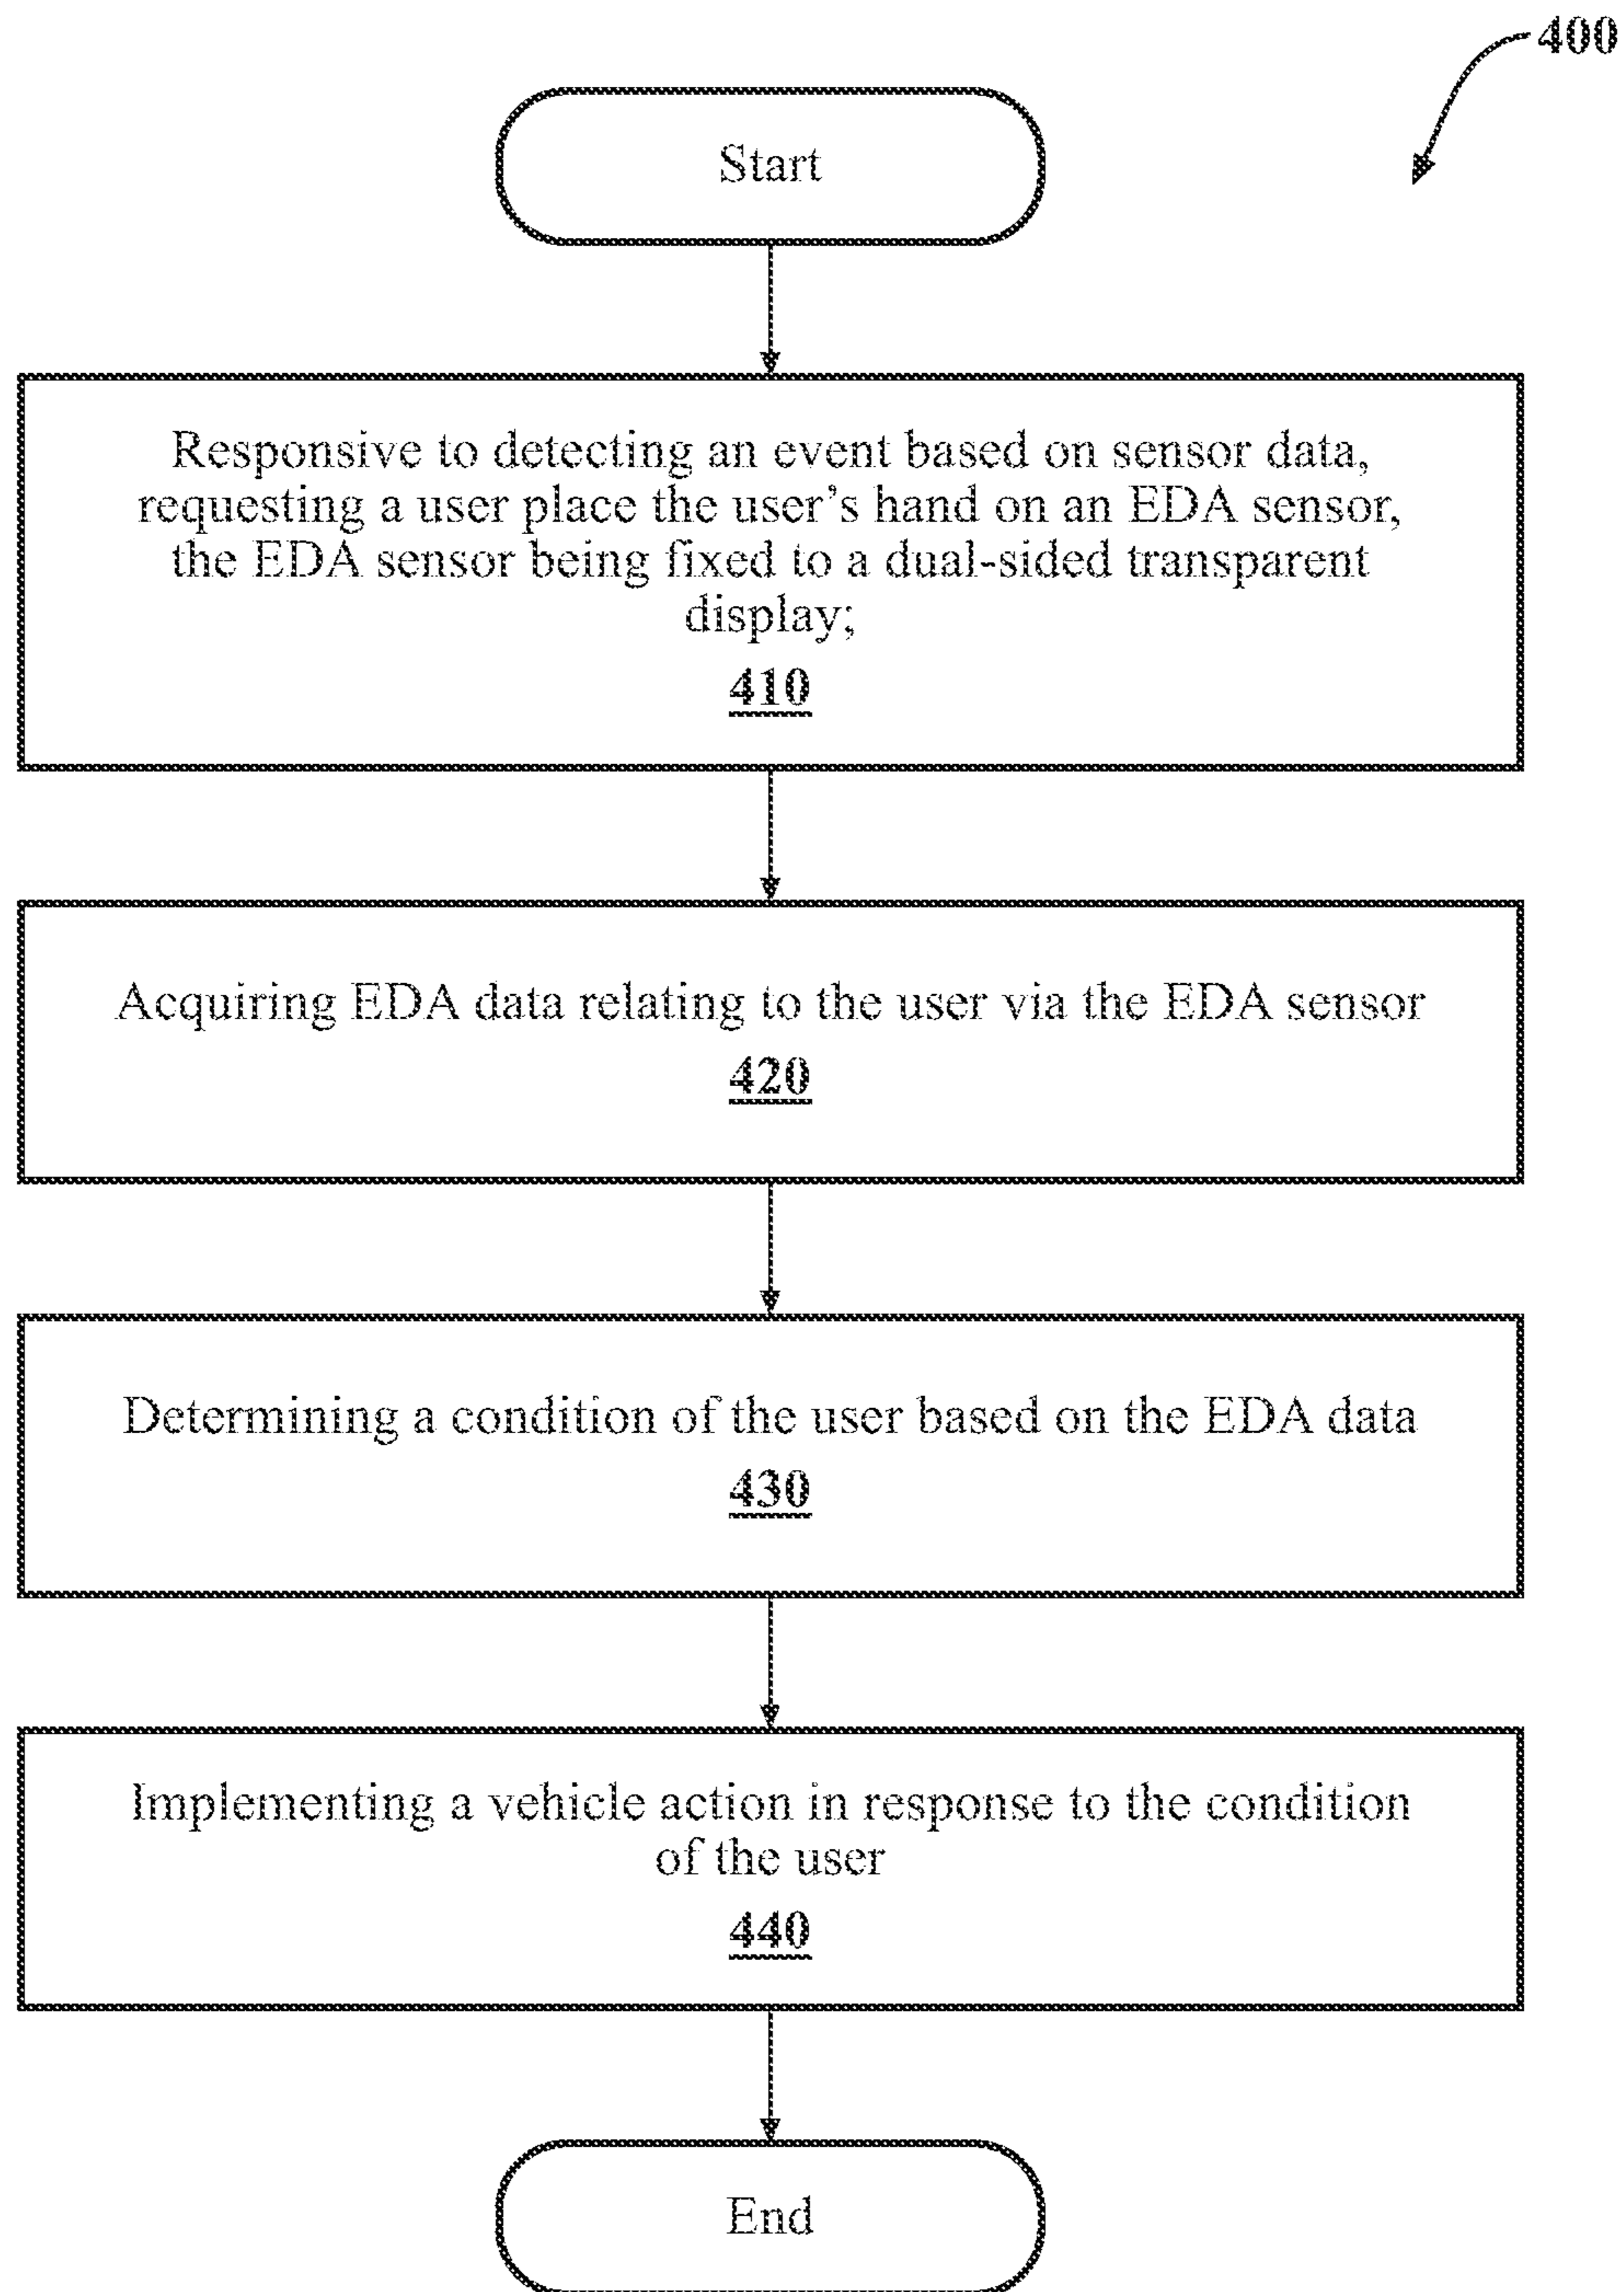 400
Start
Responsive to detecting an event based on sensor data,
requesting a user place the user's hand on an EDA sensor,
the EDA sensor being fixed to a dual-sided transparent
display;
410
Acquiring EDA data relating to the user via the EDA sensor
420
Determining a condition of the user based on the EDA data
430
Implementing a vehicle action in response to the condition
of the user
440
End